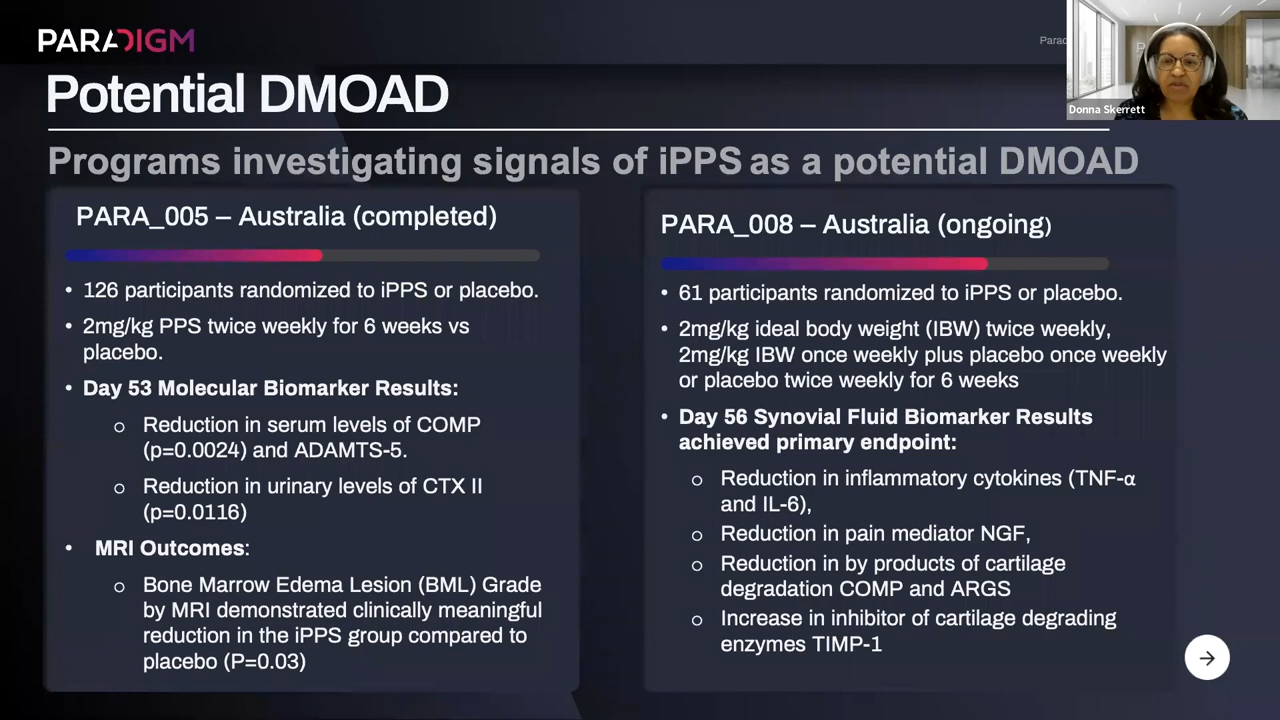 PARADIGM
Parad
Donna Skerrett
Potential DMOAD
Programs investigating signals of iPPS as a potential DMOAD
PARA_005 – Australia (completed)
• 126 participants randomized to iPPS or placebo.
• 2mg/kg PPS twice weekly for 6 weeks vs
placebo.
• Day 53 Molecular Biomarker Results:
o Reduction in serum levels of COMP
(p=0.0024) and ADAMTS-5.
o Reduction in urinary levels of CTX II
(p=0.0116)
• MRI Outcomes:
o Bone Marrow Edema Lesion (BML) Grade
by MRI demonstrated clinically meaningful
reduction in the iPPS group compared to
placebo (P=0.03)
PARA_008 – Australia (ongoing)
• 61 participants randomized to iPPS or placebo.
• 2mg/kg ideal body weight (IBW) twice weekly,
2mg/kg IBW once weekly plus placebo once weekly
or placebo twice weekly for 6 weeks
• Day 56 Synovial Fluid Biomarker Results
achieved primary endpoint:
o Reduction in inflammatory cytokines (TNF-α
and IL-6),
o Reduction in pain mediator NGF,
o Reduction in by products of cartilage
degradation COMP and ARGS
o Increase in inhibitor of cartilage degrading
enzymes TIMP-1